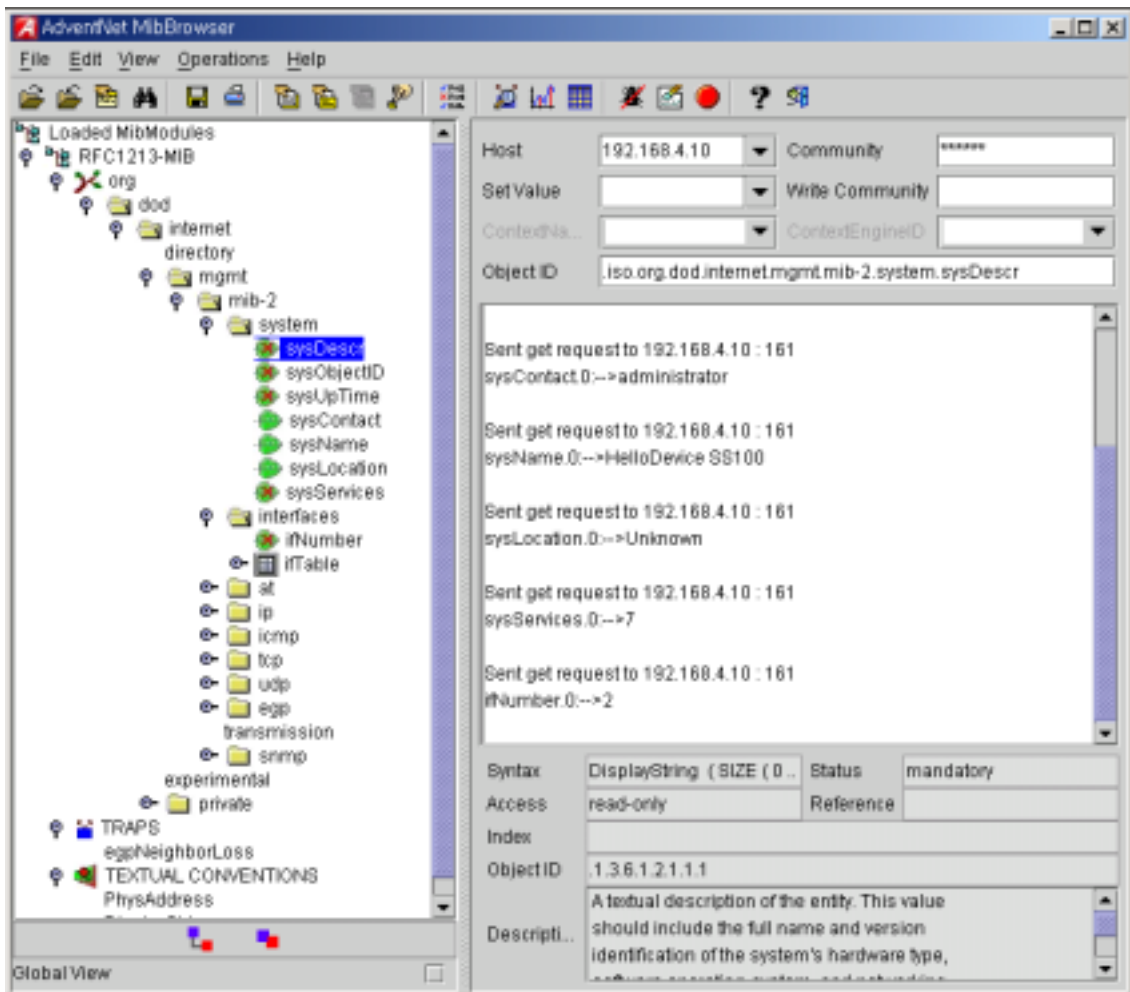 AdventNet MibBrowser
File Edit View Operations Help
Loaded MibModules
RFC1213-MIB
org
dod
internet
directory
mgmt
mib-2
system
sysDescr
sysObjectID
sysUpTime
sysContact
sysName
sysLocation
sysServices
interfaces
ifNumber
ifTable
at
ip
icmp
tcp
udp
egp
transmission
snmp
experimental
private
TRAPS
egpNeighborLoss
TEXTUAL CONVENTIONS
PhysAddress
Global View
Host 192.168.4.10 Community ******
Set Value Write Community
ContextNa... ContextEngineID
Object ID .iso.org.dod.internet.mgmt.mib-2.system.sysDescr
Sent get request to 192.168.4.10 : 161
sysContact.0:-->administrator
Sent get request to 192.168.4.10 : 161
sysName.0:-->HelloDevice SS100
Sent get request to 192.168.4.10 : 161
sysLocation.0:-->Unknown
Sent get request to 192.168.4.10 : 161
sysServices.0:-->7
Sent get request to 192.168.4.10 : 161
ifNumber.0:-->2
Syntax DisplayString ( SIZE ( 0 .. Status mandatory
Access read-only Reference
Index
Object ID .1.3.6.1.2.1.1.1
Descripti... A textual description of the entity. This value
should include the full name and version
identification of the system's hardware type,